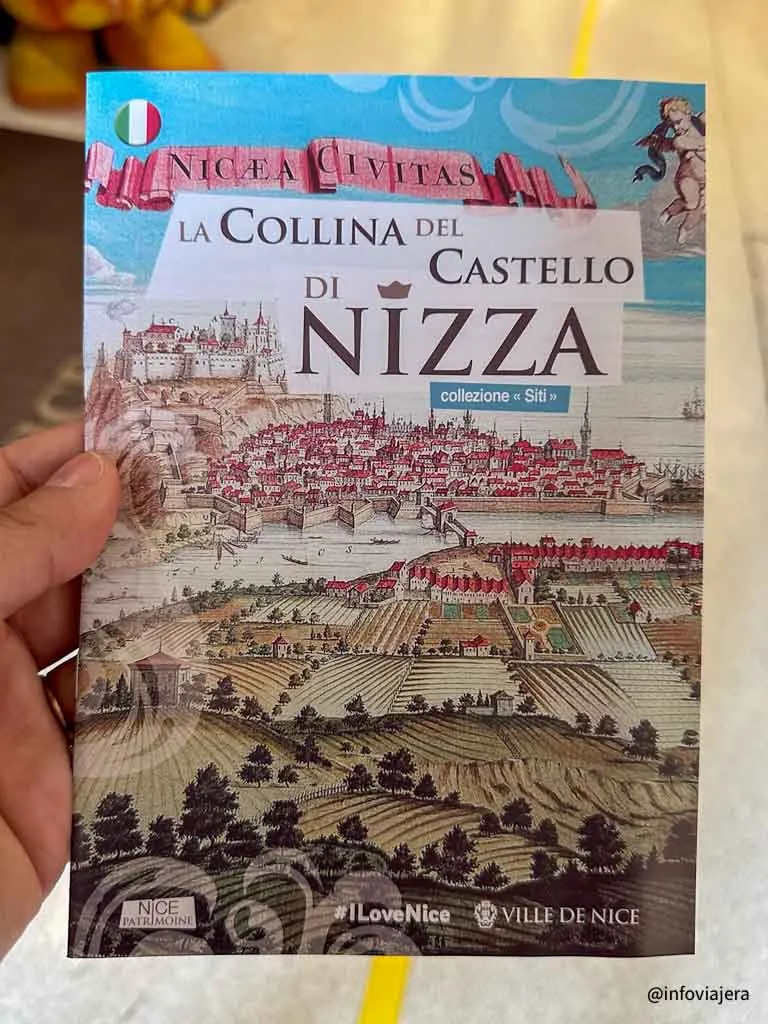 NICÆA CIVITAS
LA COLLINA DEL
CASTELLO
DI
NIZZA
collezione « Siti »
NICE
PATRIMOINE
#ILoveNice
VILLE DE NICE
@infoviajera